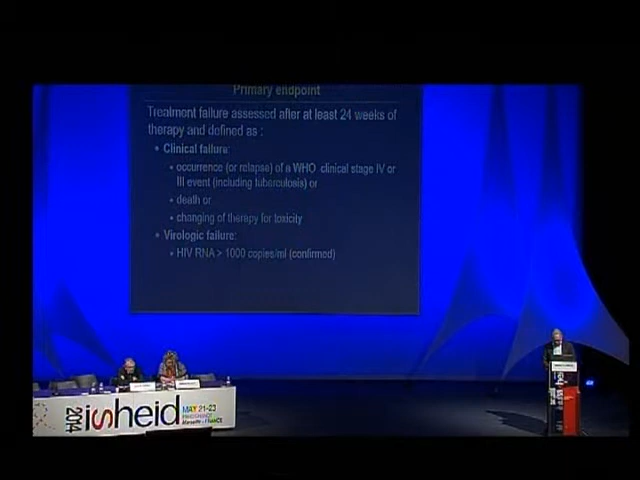 Primary endpoint
Treatment failure assessed after at least 24 weeks of
therapy and defined as :
• Clinical failure:
• occurrence (or relapse) of a WHO clinical stage IV or
III event (including tuberculosis) or
• death or
• changing of therapy for toxicity
• Virologic failure:
• HIV RNA > 1000 copies/ml (confirmed)
2014 isheid MAY 21-23
Marseille - FRANCE